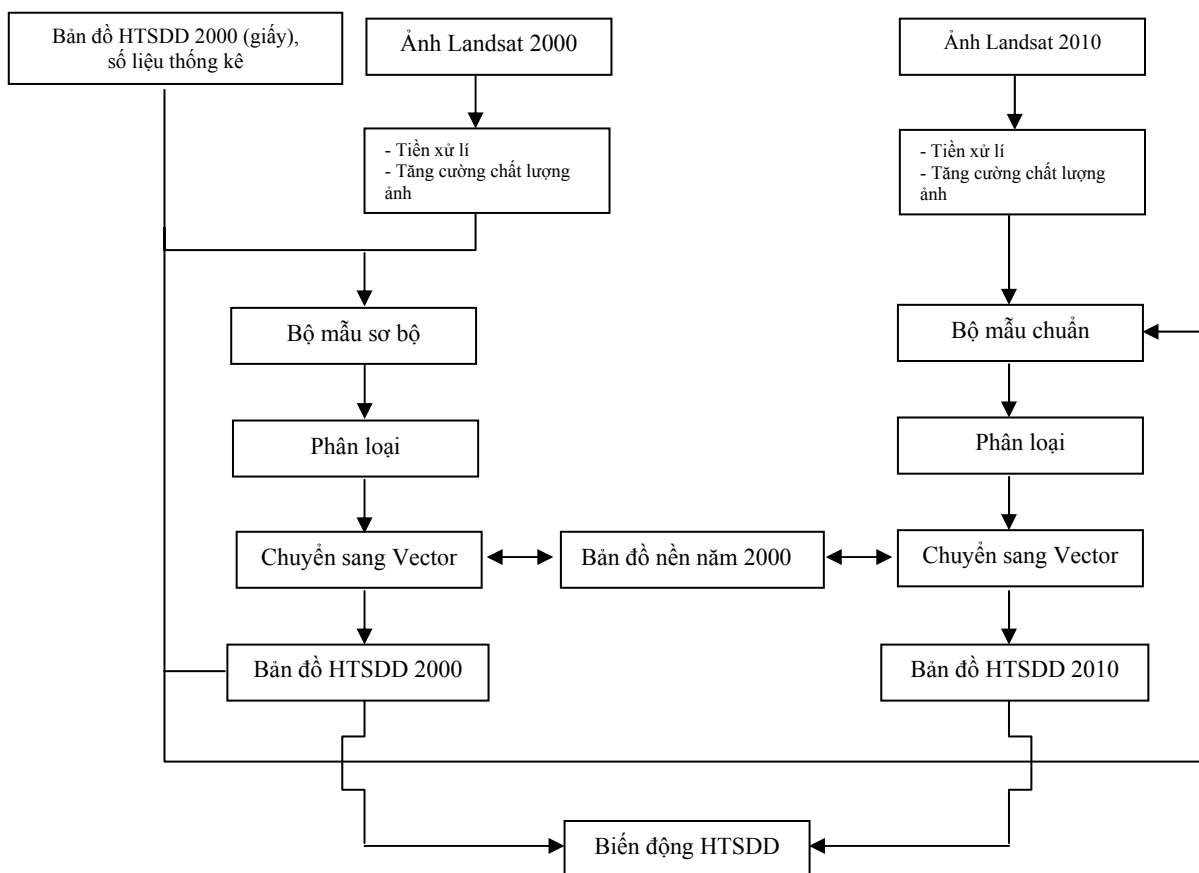 Bản đồ HTSDD 2000 (giấy),
số liệu thống kê
Ảnh Landsat 2000
Ảnh Landsat 2010
- Tiền xử lí
- Tăng cường chất lượng
ảnh
- Tiền xử lí
- Tăng cường chất lượng
ảnh
Bộ mẫu sơ bộ
Bộ mẫu chuẩn
Phân loại
Phân loại
Chuyển sang Vector
Bản đồ nền năm 2000
Chuyển sang Vector
Bản đồ HTSDD 2000
Bản đồ HTSDD 2010
Biến động HTSDD